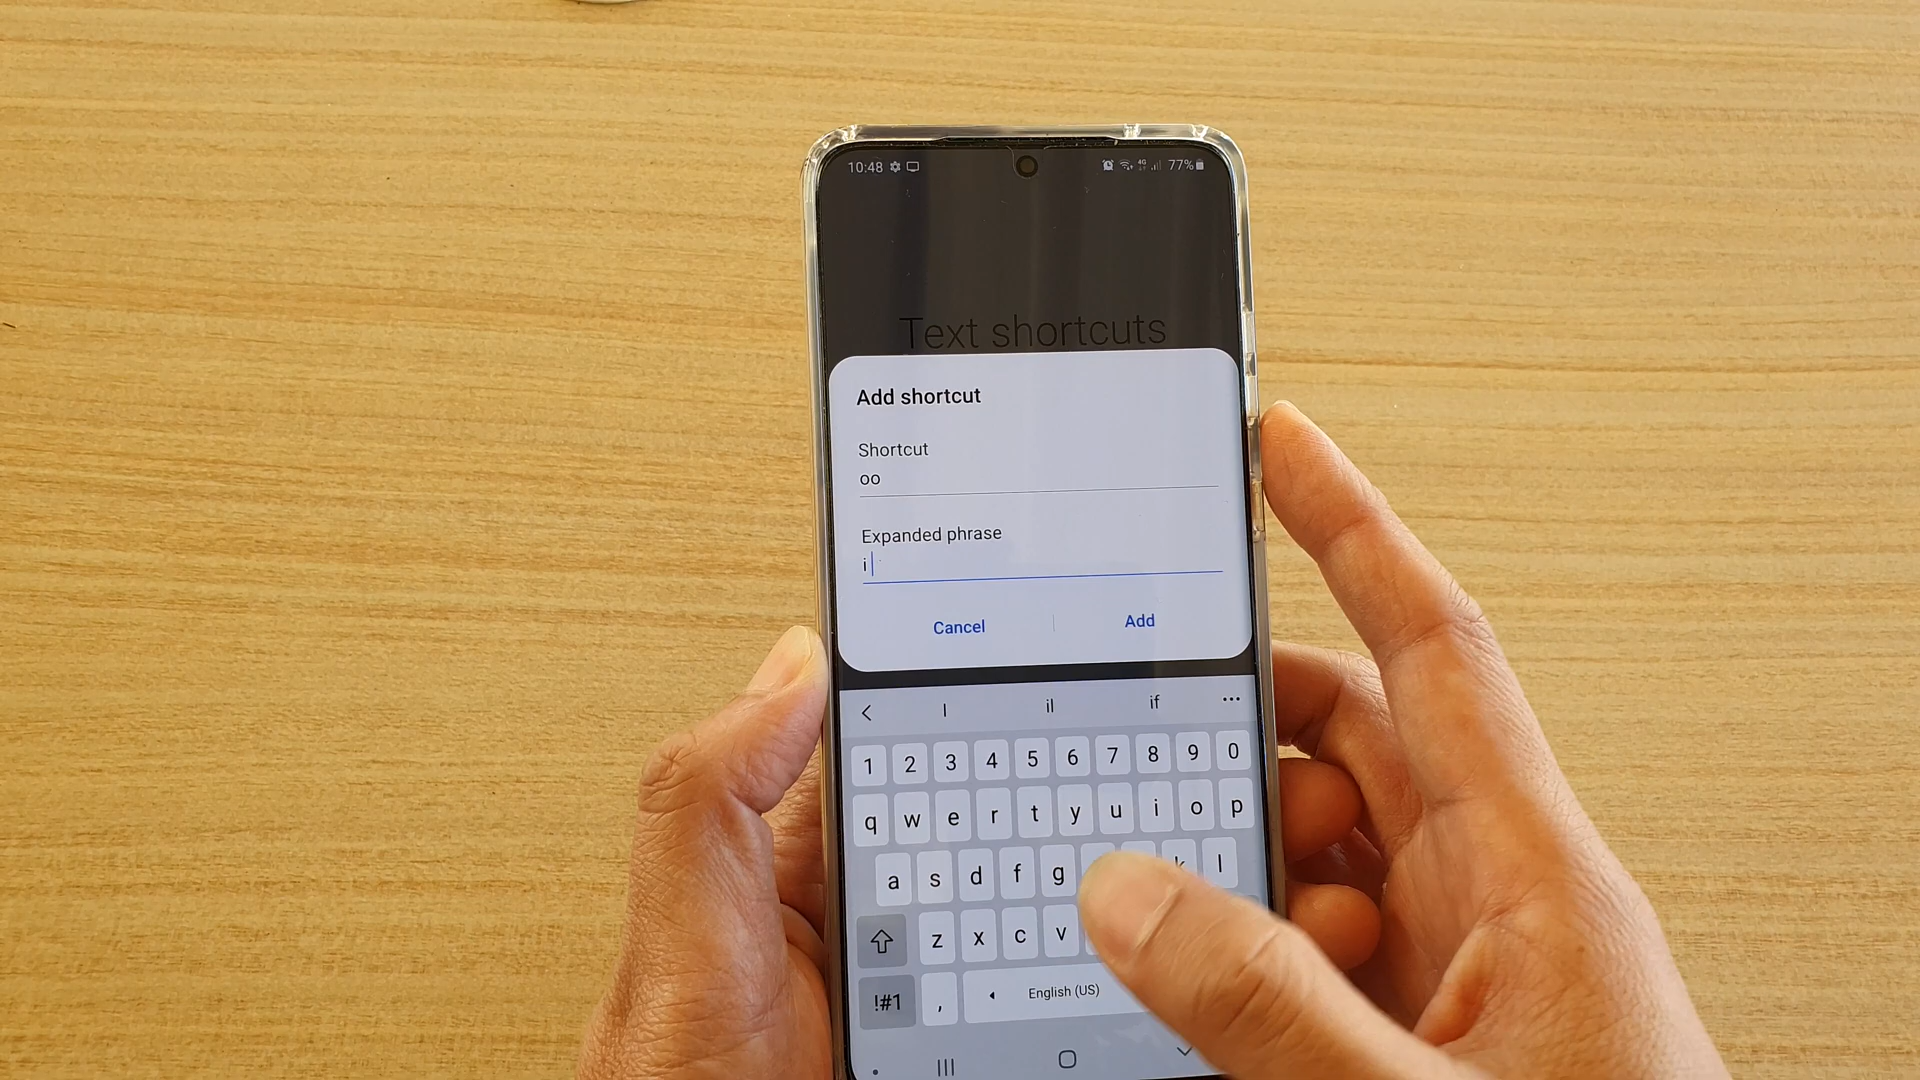 10:48 4G 77%
Text shortcuts
Add shortcut
Shortcut
oo
Expanded phrase
i
Cancel Add
I il if ...
1 2 3 4 5 6 7 8 9 0
q w e r t y u i o p
a s d f g k l
z x c v
!#1 , English (US)